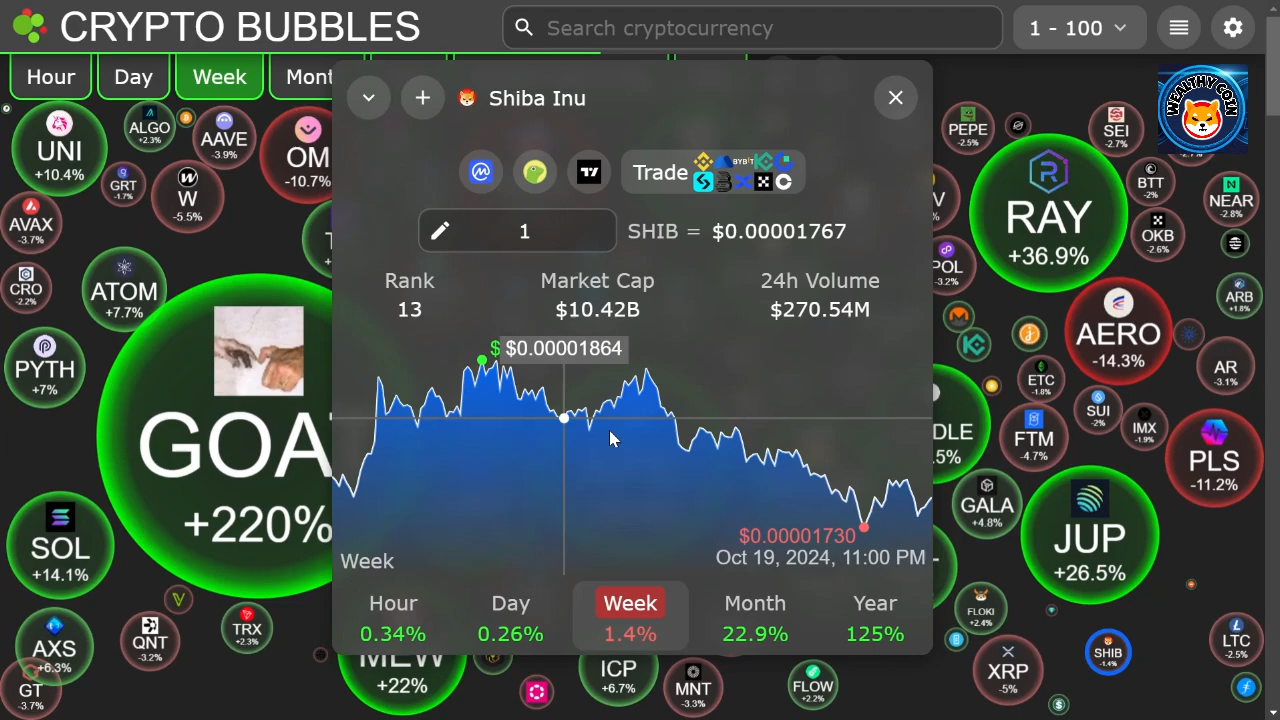 CRYPTO BUBBLES
Search cryptocurrency
1 - 100
Hour
Day
Week
WEALTHY COIN
Shiba Inu
Trade
BYBIT
1
SHIB = $0.00001767
Rank
Market Cap
24h Volume
13
$10.42B
$270.54M
$0.00001864
$0.00001730
Oct 19, 2024, 11:00 PM
Week
Hour
Day
Week
Month
Year
0.34%
0.26%
1.4%
22.9%
125%
UNI
+10.4%
ALGO
+2.3%
AAVE
-3.9%
OM
-10.7%
GRT
-1.7%
W
-5.5%
AVAX
-3.7%
CRO
-2.2%
ATOM
+7.7%
PYTH
+7%
GOA
+220%
SOL
+14.1%
AXS
+6.3%
QNT
-3.2%
TRX
+2.3%
GT
-3.7%
MEW
+22%
ICP
+6.7%
MNT
-3.3%
FLOW
+2.2%
PEPE
-2.5%
SEI
-2.7%
RAY
+36.9%
BTT
-2%
NEAR
-2.8%
OKB
-2.6%
POL
-3.2%
ARB
+1.8%
AERO
-14.3%
AR
-3.1%
ETC
-1.8%
SUI
-2%
IMX
-1.9%
FTM
-4.7%
DLE
.5%
PLS
-11.2%
GALA
+4.8%
JUP
+26.5%
FLOKI
+2.4%
XRP
-5%
SHIB
-1.4%
LTC
-2.5%